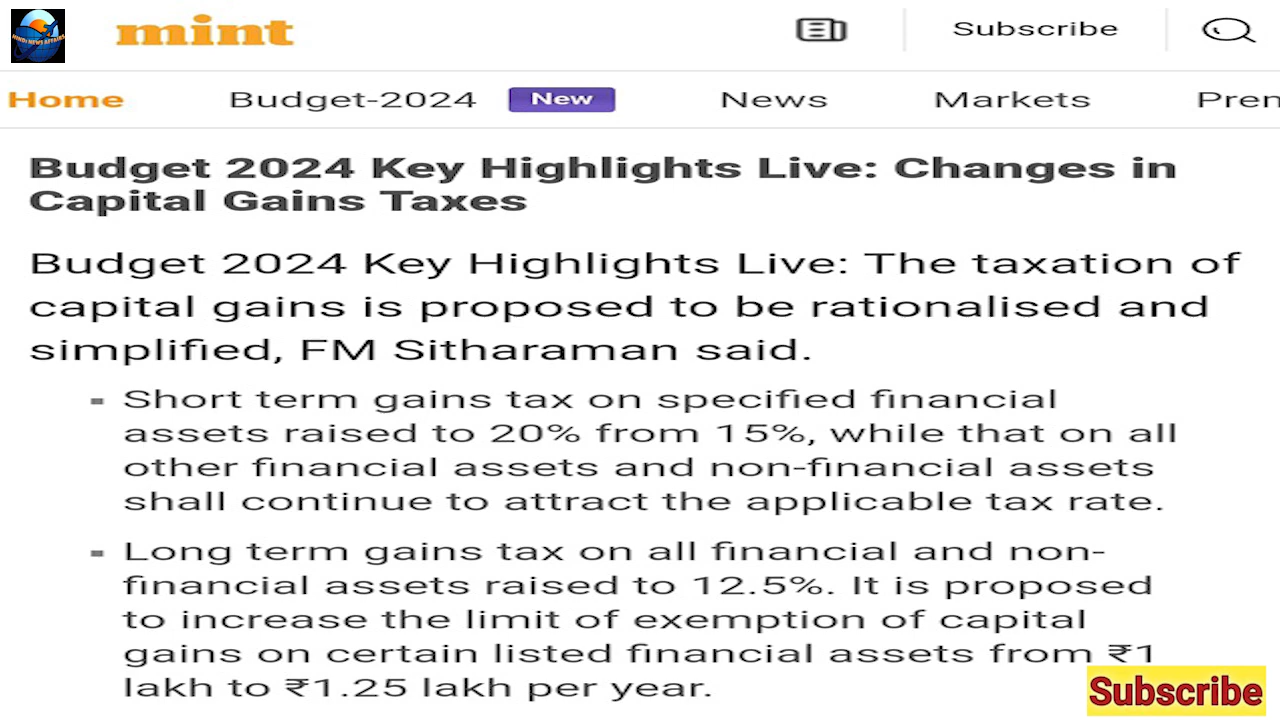 HINDI NEWS AFFAIRS
mint
Subscribe
Home Budget-2024 New News Markets Pren
Budget 2024 Key Highlights Live: Changes in
Capital Gains Taxes
Budget 2024 Key Highlights Live: The taxation of
capital gains is proposed to be rationalised and
simplified, FM Sitharaman said.
Short term gains tax on specified financial
assets raised to 20% from 15%, while that on all
other financial assets and non-financial assets
shall continue to attract the applicable tax rate.
Long term gains tax on all financial and non-
financial assets raised to 12.5%. It is proposed
to increase the limit of exemption of capital
gains on certain listed financial assets from ₹1
lakh to ₹1.25 lakh per year.
Subscribe